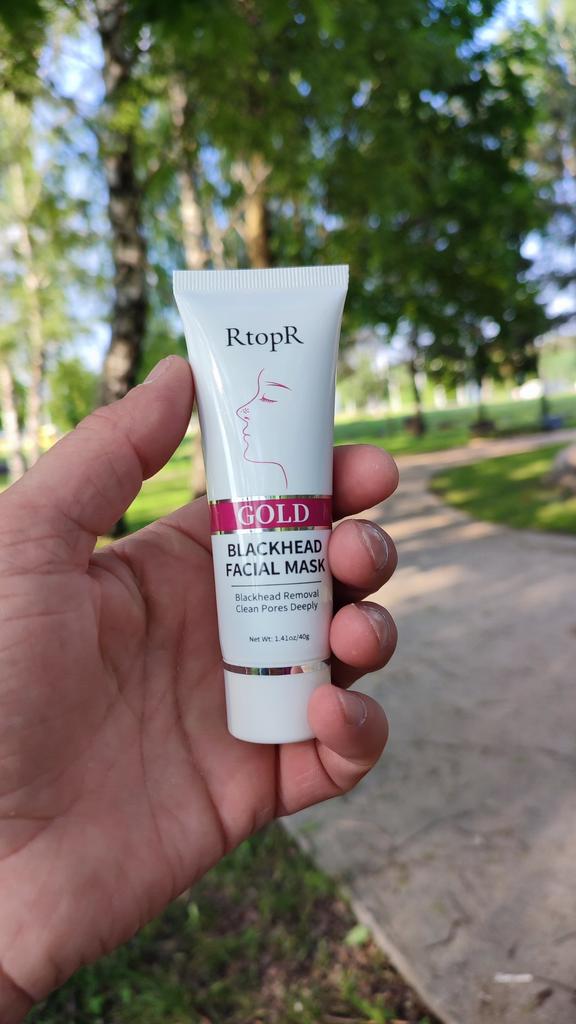 RtopR
GOLD
BLACKHEAD
FACIAL MASK
Blackhead Removal
Clean Pores Deeply
Net Wt: 1.41oz/40g